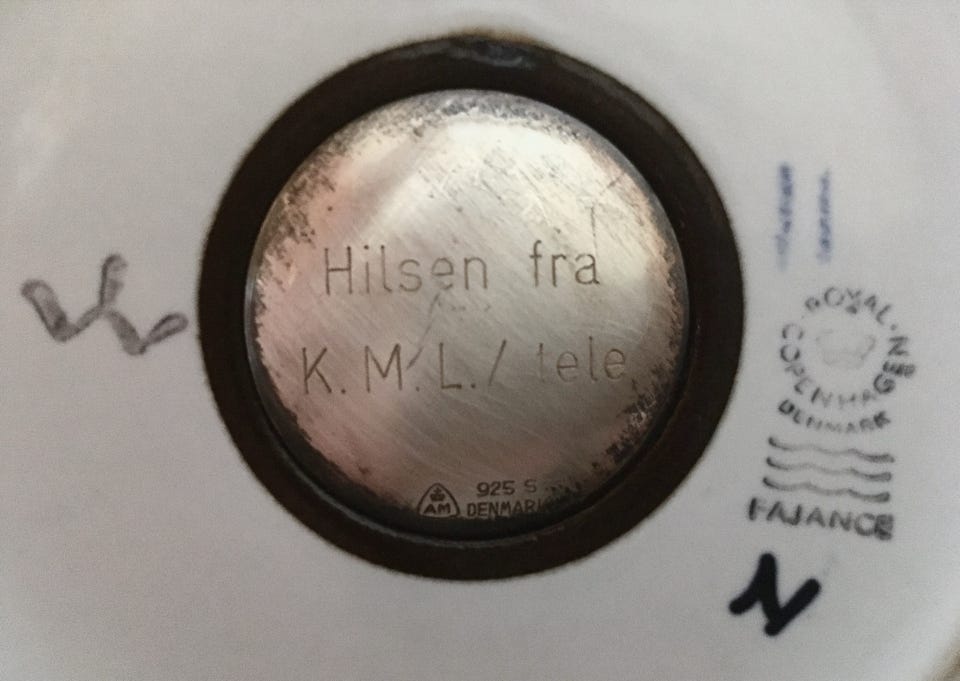 Hilsen fra
K. M. L. / tele
AM
925 S
DENMARK
ROYAL
COPENHAGEN
DENMARK
FAJANCE
N